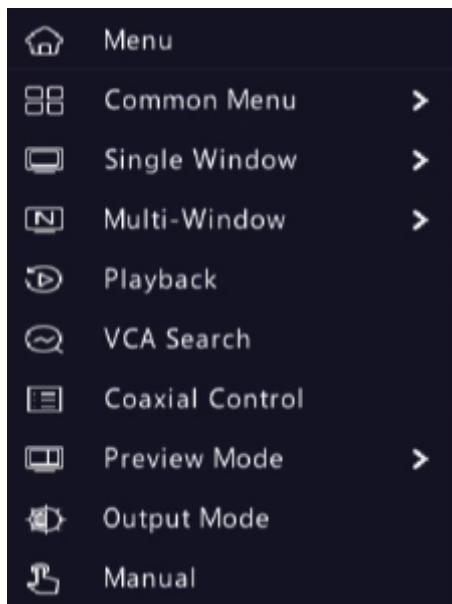 Menu
Common Menu
Single Window
Multi-Window
Playback
VCA Search
Coaxial Control
Preview Mode
Output Mode
Manual